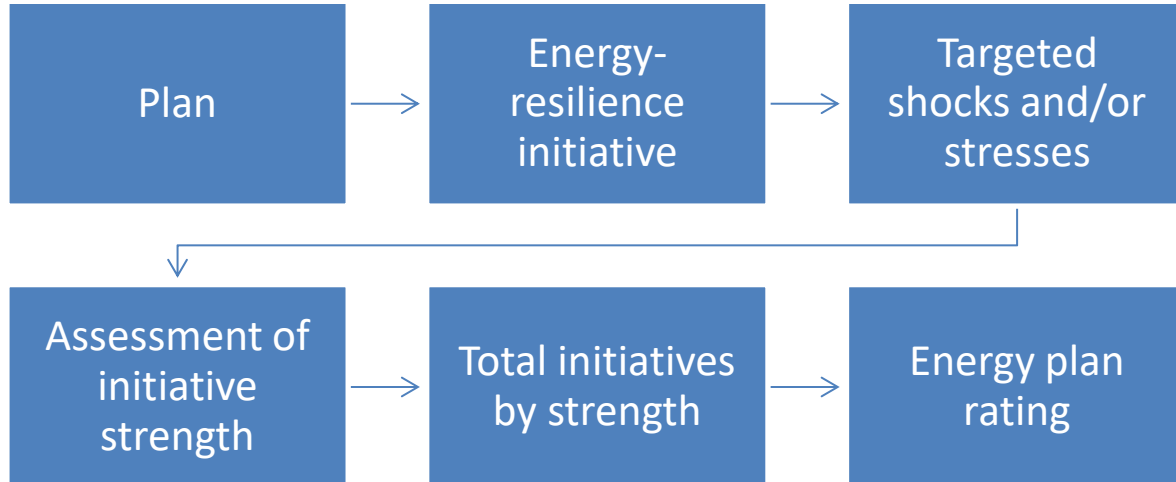 Plan
Energy-
resilience
initiative
Targeted
shocks and/or
stresses
Assessment of
initiative
strength
Total initiatives
by strength
Energy plan
rating